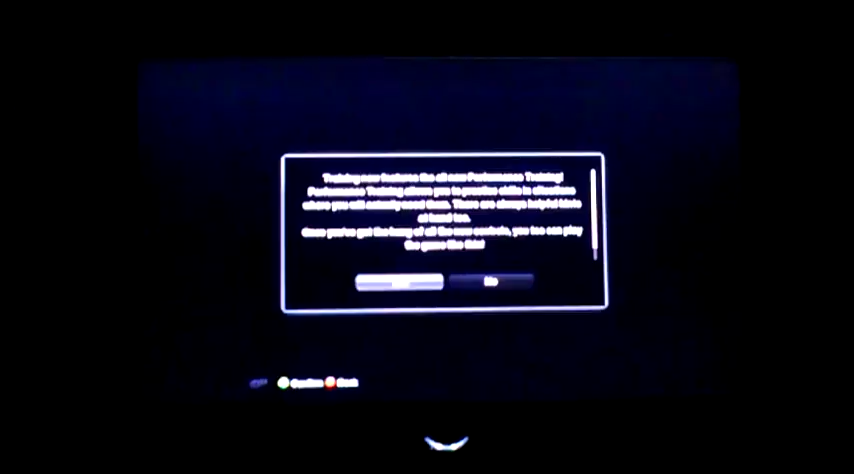 Training now features the all new Performance Training!
Performance Training allows you to practise skills in situations
where you will actually need them. There are always helpful hints
at hand too.
Once you've got the hang of all the new controls, you too can play
the game like this!
No
Confirm Back